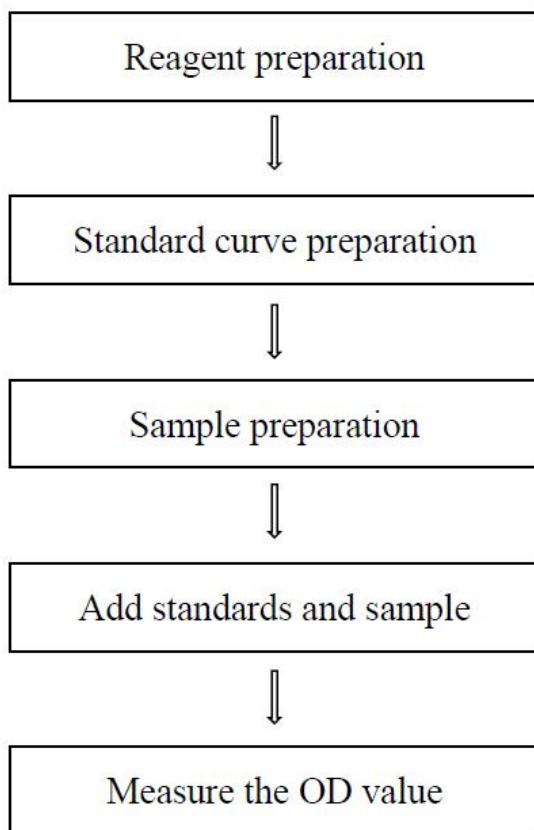 Reagent preparation
Standard curve preparation
Sample preparation
Add standards and sample
Measure the OD value